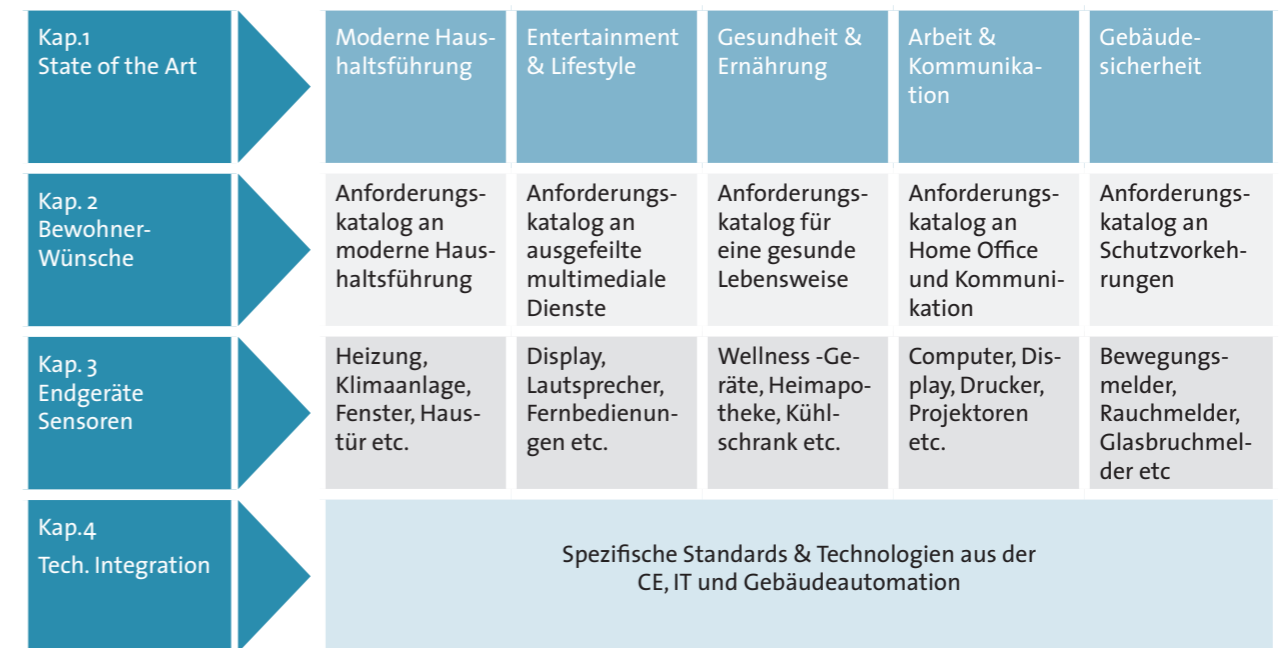 Kap.1
State of the Art
Moderne Haus-
haltsführung
Entertainment
& Lifestyle
Gesundheit &
Ernährung
Arbeit &
Kommunika-
tion
Gebäude-
sicherheit
Kap. 2
Bewohner-
Wünsche
Anforderungs-
katalog an
moderne Haus-
haltsführung
Anforderungs-
katalog an
ausgefeilte
multimediale
Dienste
Anforderungs-
katalog für
eine gesunde
Lebensweise
Anforderungs-
katalog an
Home Office
und Kommuni-
kation
Anforderungs-
katalog an
Schutzvorkeh-
rungen
Kap. 3
Endgeräte
Sensoren
Heizung,
Klimaanlage,
Fenster, Haus-
tür etc.
Display,
Lautsprecher,
Fernbedienun-
gen etc.
Wellness -Ge-
räte, Heimapo-
theke, Kühl-
schrank etc.
Computer, Dis-
play, Drucker,
Projektoren
etc.
Bewegungs-
melder,
Rauchmelder,
Glasbruchmel-
der etc
Kap.4
Tech. Integration
Spezifische Standards & Technologien aus der
CE, IT und Gebäudeautomation